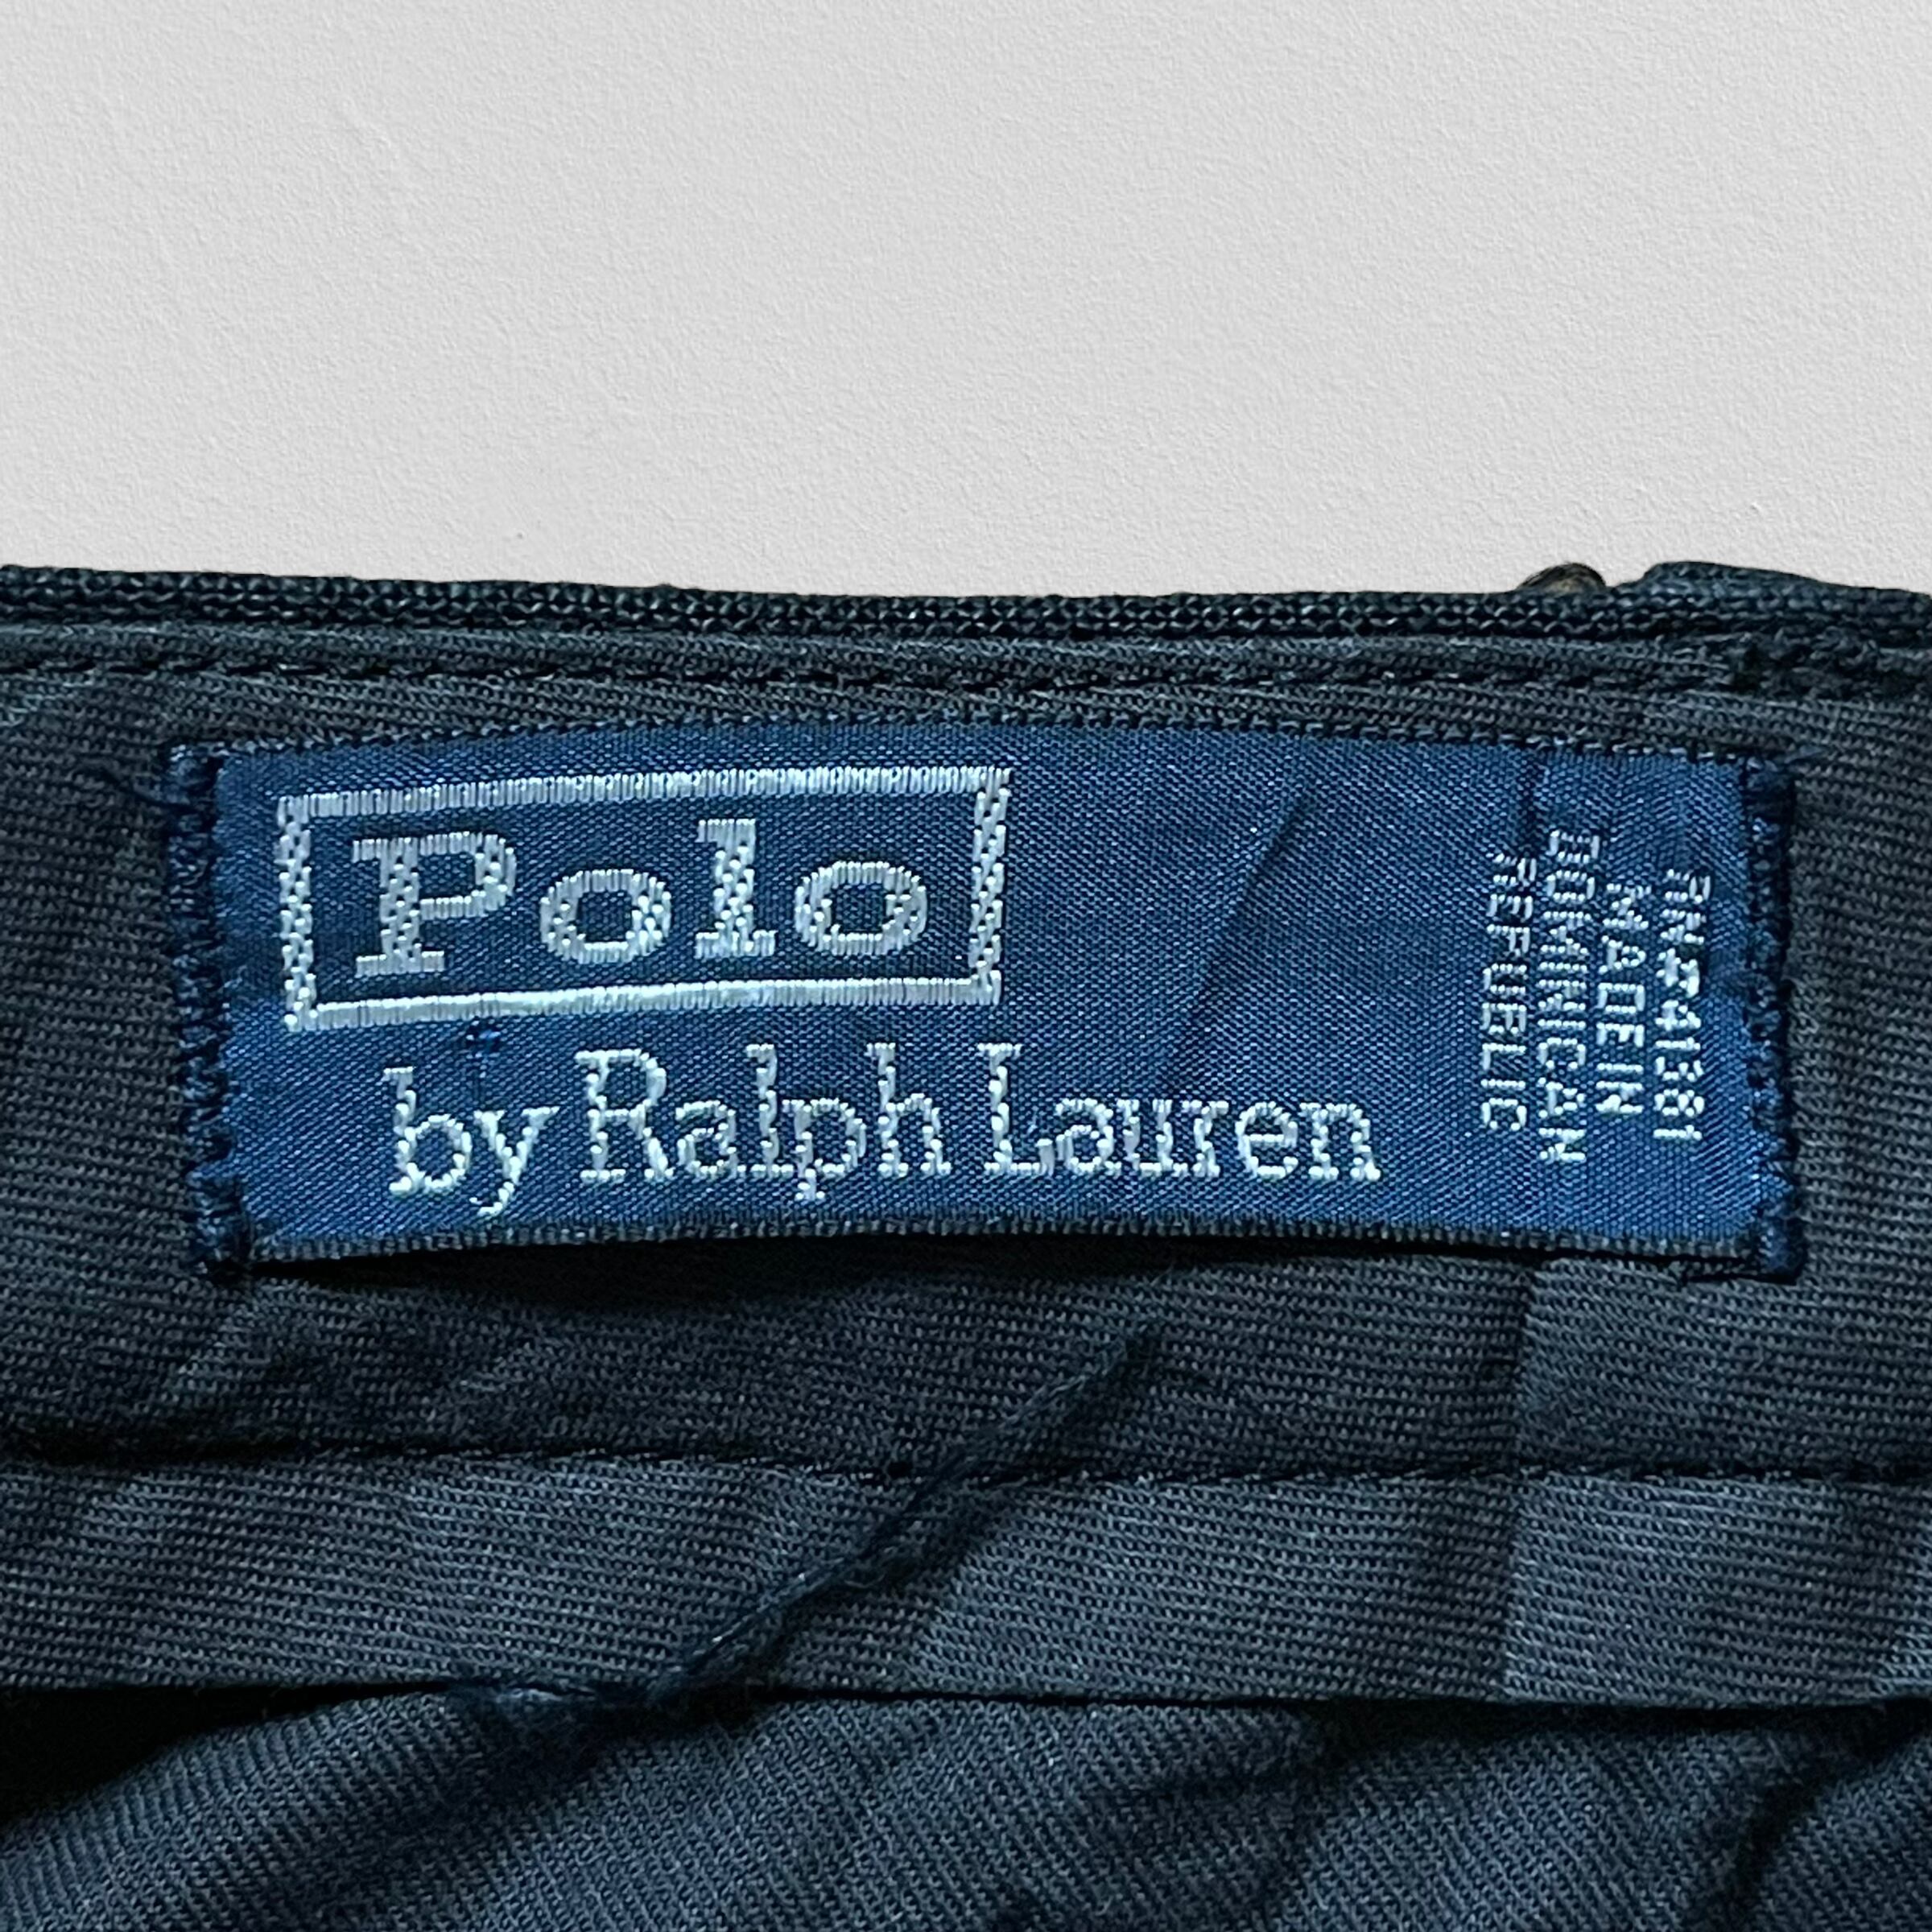 Polo
by Ralph Lauren
RN 41381
MADE IN
DOMINICAN
REPUBLIC